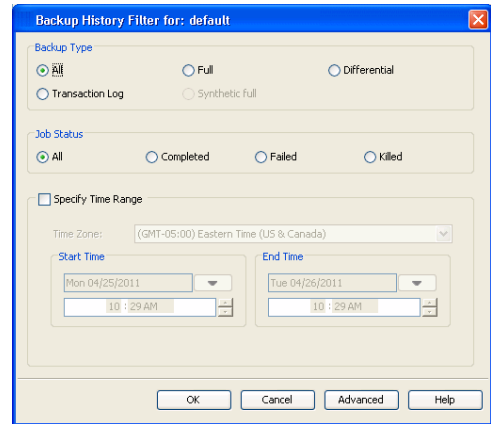 Backup History Filter for: default
Backup Type
All Full Differential
Transaction Log Synthetic full
Job Status
All Completed Failed Killed
Specify Time Range
Time Zone: (GMT-05:00) Eastern Time (US & Canada)
Start Time End Time
Mon 04/25/2011 Tue 04/26/2011
10 : 29 AM 10 : 29 AM
OK Cancel Advanced Help